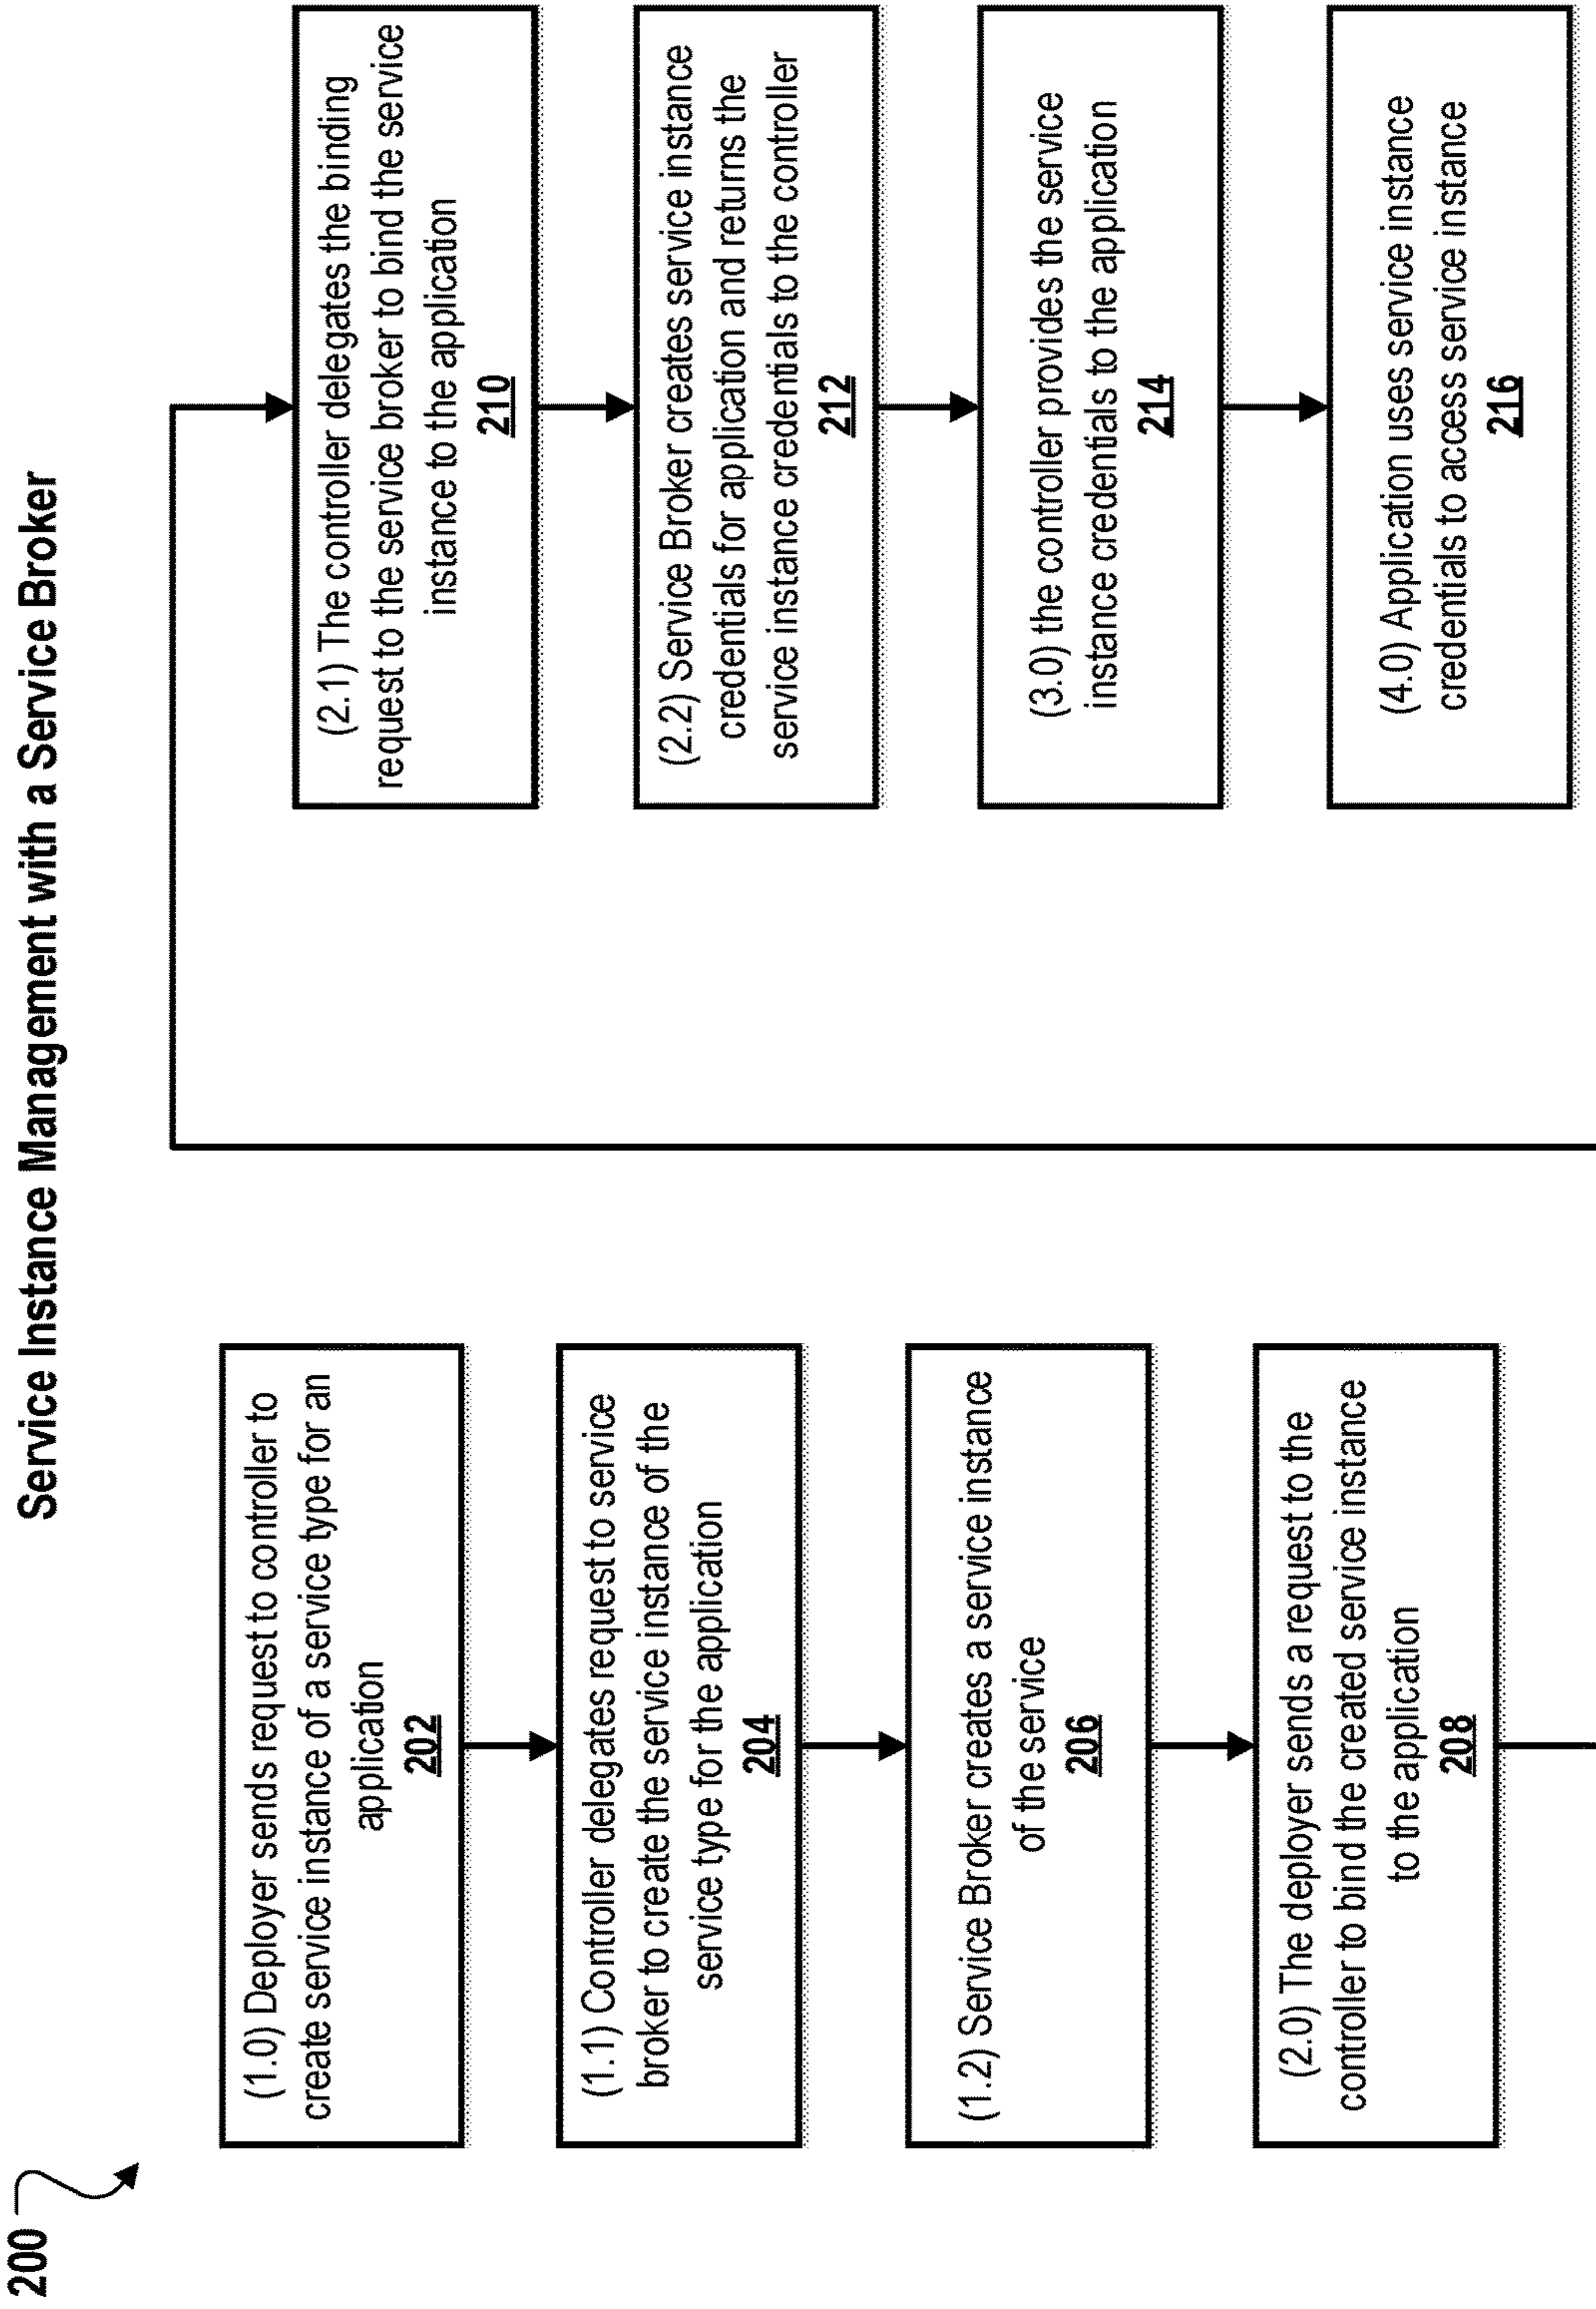 200
Service Instance Management with a Service Broker
(1.0) Deployer sends request to controller to
create service instance of a service type for an
application
202
(1.1) Controller delegates request to service
broker to create the service instance of the
service type for the application
204
(1.2) Service Broker creates a service instance
of the service
206
(2.0) The deployer sends a request to the
controller to bind the created service instance
to the application
208
(2.1) The controller delegates the binding
request to the service broker to bind the service
instance to the application
210
(2.2) Service Broker creates service instance
credentials for application and returns the
service instance credentials to the controller
212
(3.0) the controller provides the service
instance credentials to the application
214
(4.0) Application uses service instance
credentials to access service instance
216